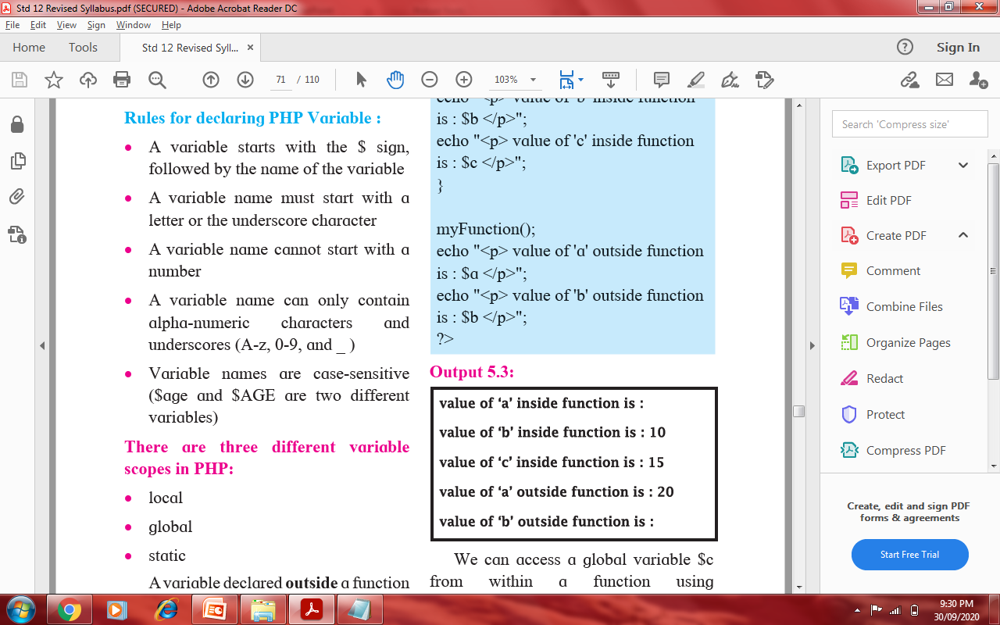 Std 12 Revised Syllabus.pdf (SECURED) - Adobe Acrobat Reader DC
File Edit View Sign Window Help
Home Tools Std 12 Revised Syll... × ? Sign In
71 / 110 103%
Rules for declaring PHP Variable :
• A variable starts with the $ sign,
followed by the name of the variable
• A variable name must start with a
letter or the underscore character
• A variable name cannot start with a
number
• A variable name can only contain
alpha-numeric characters and
underscores (A-z, 0-9, and _ )
• Variable names are case-sensitive
($age and $AGE are two different
variables)
There are three different variable
scopes in PHP:
• local
• global
• static
A variable declared outside a function
echo "<p> value of 'b' inside function
is : $b </p>";
echo "<p> value of 'c' inside function
is : $c </p>";
}
myFunction();
echo "<p> value of 'a' outside function
is : $a </p>";
echo "<p> value of 'b' outside function
is : $b </p>";
?>
Output 5.3:
value of ‘a’ inside function is :
value of ‘b’ inside function is : 10
value of ‘c’ inside function is : 15
value of ‘a’ outside function is : 20
value of ‘b’ outside function is :
We can access a global variable $c
from within a function using
Search 'Compress size'
Export PDF
Edit PDF
Create PDF
Comment
Combine Files
Organize Pages
Redact
Protect
Compress PDF
Create, edit and sign PDF
forms & agreements
Start Free Trial
9:30 PM
30/09/2020